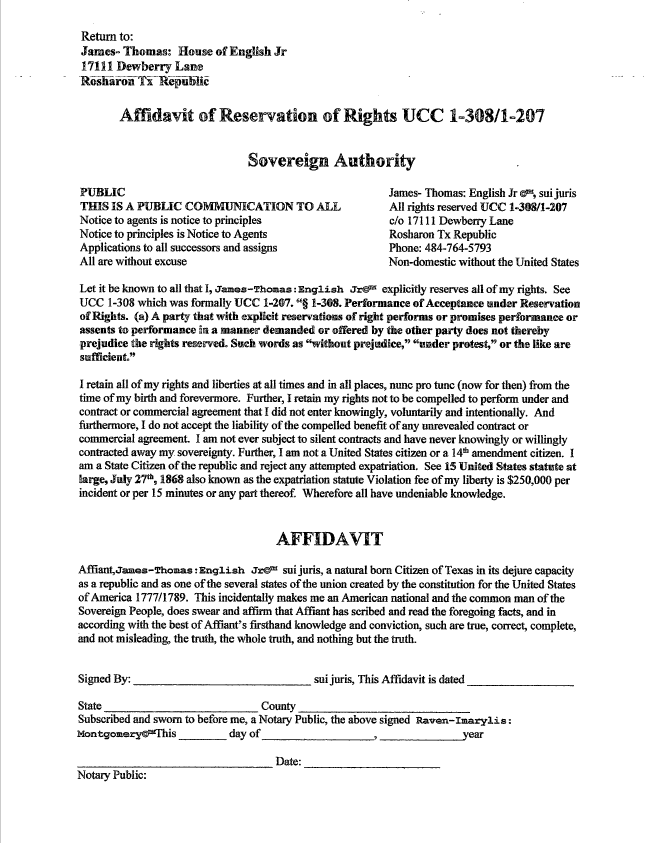 Return to:
James- Thomas: House of English Jr
17111 Dewberry Lane
Rosharon Tx Republic
Affidavit of Reservation of Rights UCC 1-308/1-207
Sovereign Authority
PUBLIC
THIS IS A PUBLIC COMMUNICATION TO ALL
Notice to agents is notice to principles
Notice to principles is Notice to Agents
Applications to all successors and assigns
All are without excuse
James- Thomas: English Jr ©™, sui juris
All rights reserved UCC 1-308/1-207
c/o 17111 Dewberry Lane
Rosharon Tx Republic
Phone: 484-764-5793
Non-domestic without the United States
Let it be known to all that I, James-Thomas:English Jr©™ explicitly reserves all of my rights. See
UCC 1-308 which was formally UCC 1-207. "§ 1-308. Performance of Acceptance under Reservation
of Rights. (a) A party that with explicit reservations of right performs or promises performance or
assents to performance in a manner demanded or offered by the other party does not thereby
prejudice the rights reserved. Such words as "without prejudice," "under protest," or the like are
sufficient."
I retain all of my rights and liberties at all times and in all places, nunc pro tunc (now for then) from the
time of my birth and forevermore. Further, I retain my rights not to be compelled to perform under and
contract or commercial agreement that I did not enter knowingly, voluntarily and intentionally. And
furthermore, I do not accept the liability of the compelled benefit of any unrevealed contract or
commercial agreement. I am not ever subject to silent contracts and have never knowingly or willingly
contracted away my sovereignty. Further, I am not a United States citizen or a 14th amendment citizen. I
am a State Citizen of the republic and reject any attempted expatriation. See 15 United States statute at
large, July 27th, 1868 also known as the expatriation statute Violation fee of my liberty is $250,000 per
incident or per 15 minutes or any part thereof. Wherefore all have undeniable knowledge.
AFFIDAVIT
Affiant,James-Thomas:English Jr©™ sui juris, a natural born Citizen of Texas in its dejure capacity
as a republic and as one of the several states of the union created by the constitution for the United States
of America 1777/1789. This incidentally makes me an American national and the common man of the
Sovereign People, does swear and affirm that Affiant has scribed and read the foregoing facts, and in
according with the best of Affiant's firsthand knowledge and conviction, such are true, correct, complete,
and not misleading, the truth, the whole truth, and nothing but the truth.
Signed By: ______________ sui juris, This Affidavit is dated ______________
State ______________ County ______________
Subscribed and sworn to before me, a Notary Public, the above signed Raven-Imarylis:
Montgomery©™This ________ day of ______________, ____________year
______________ Date: ______________
Notary Public: